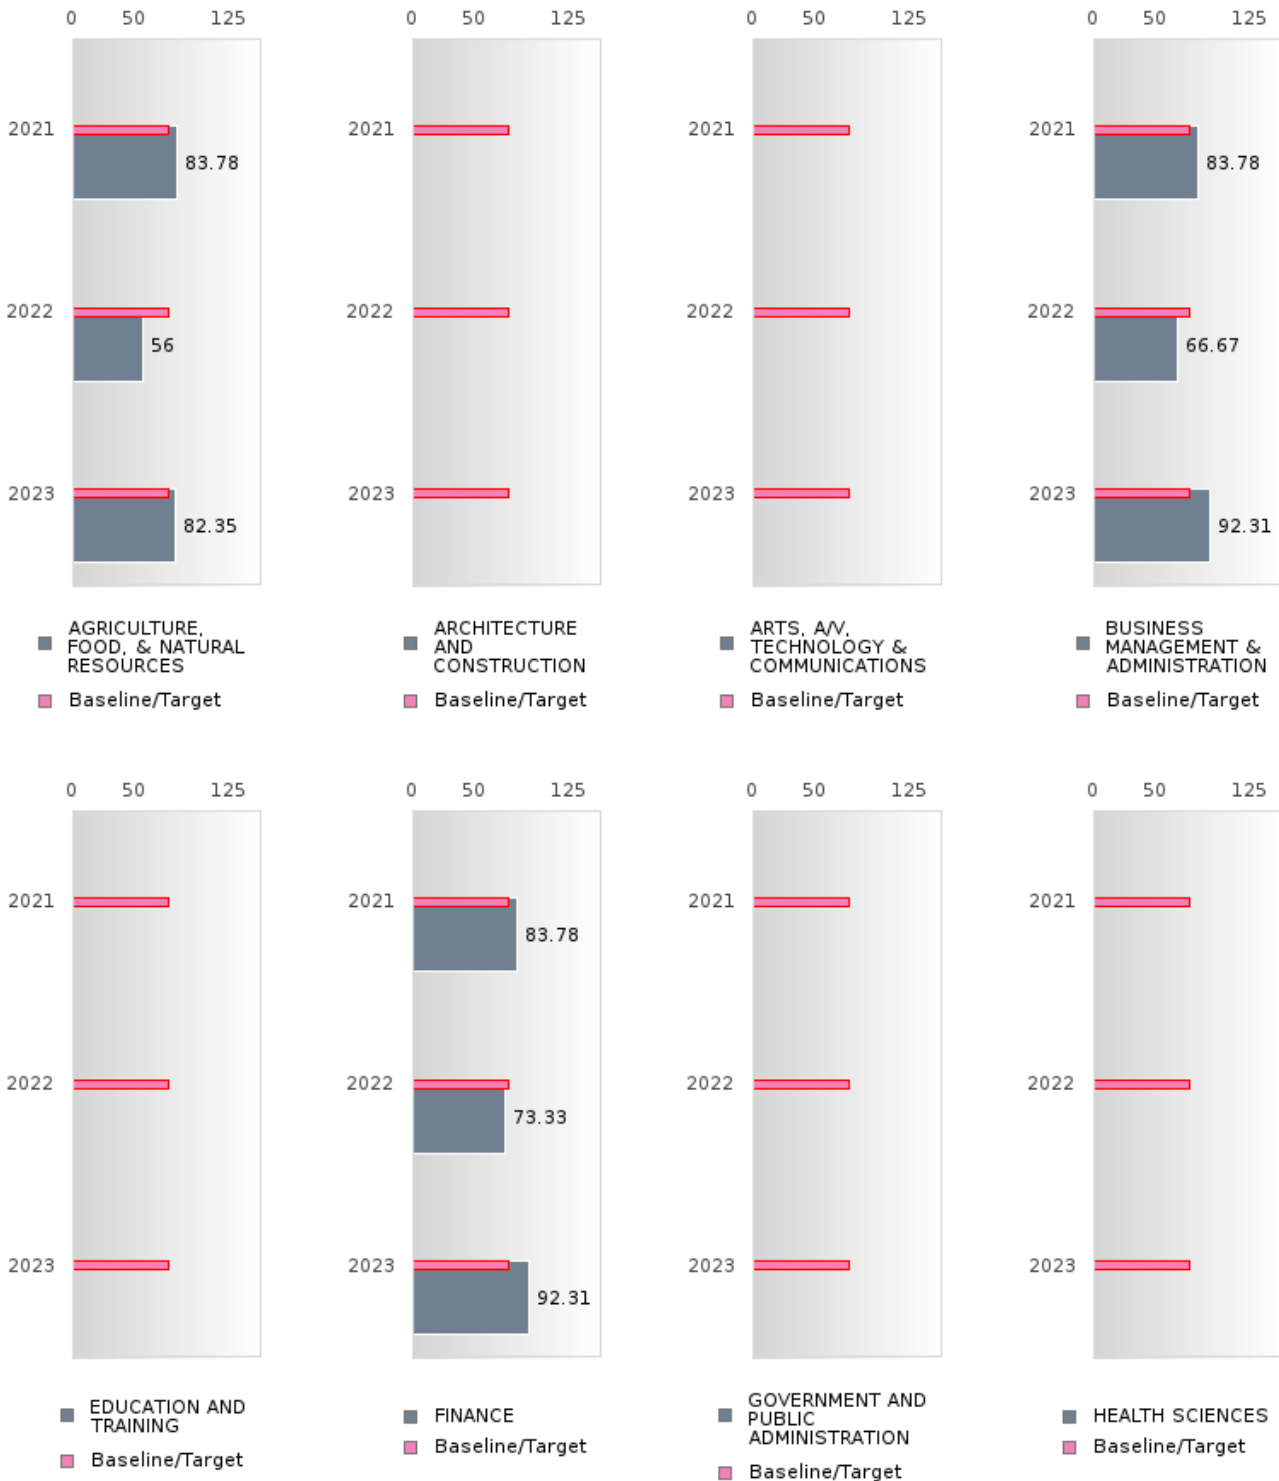 0 50 125
2021
83.78
2022
56
2023
82.35
AGRICULTURE,
FOOD, & NATURAL
RESOURCES
Baseline/Target
0 50 125
2021
2022
2023
ARCHITECTURE
AND
CONSTRUCTION
Baseline/Target
0 50 125
2021
2022
2023
ARTS, A/V,
TECHNOLOGY &
COMMUNICATIONS
Baseline/Target
0 50 125
2021
83.78
2022
66.67
2023
92.31
BUSINESS
MANAGEMENT &
ADMINISTRATION
Baseline/Target
0 50 125
2021
2022
2023
EDUCATION AND
TRAINING
Baseline/Target
0 50 125
2021
83.78
2022
73.33
2023
92.31
FINANCE
Baseline/Target
0 50 125
2021
2022
2023
GOVERNMENT AND
PUBLIC
ADMINISTRATION
Baseline/Target
0 50 125
2021
2022
2023
HEALTH SCIENCES
Baseline/Target